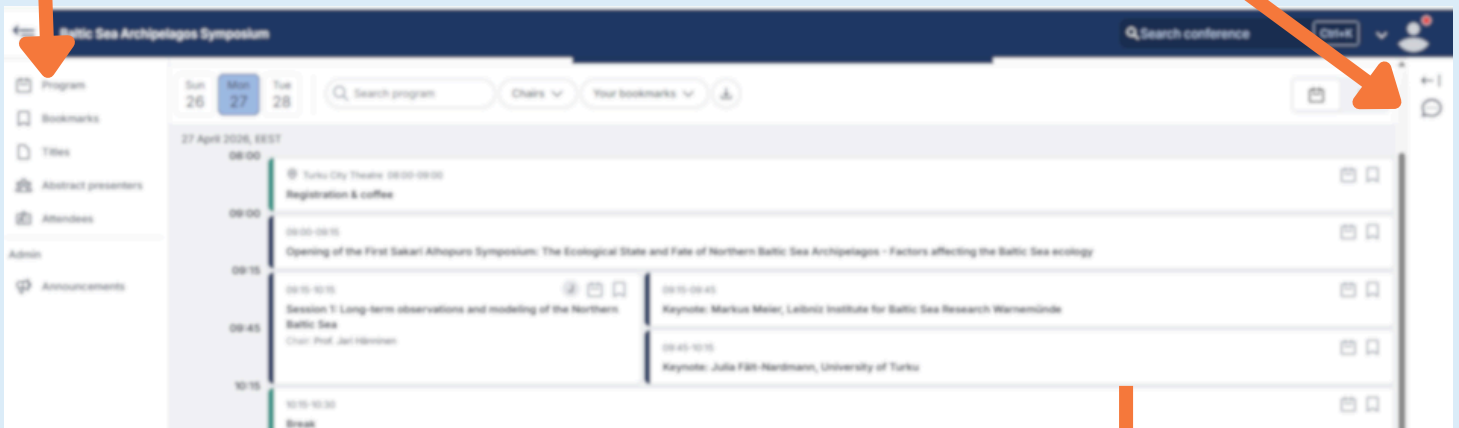 Baltic Sea Archipelagos Symposium
Search conference
Ctrl+K
Program
Bookmarks
Titles
Abstract presenters
Attendees
Admin
Announcements
Sun
26
Mon
27
Tue
28
Search program
Chairs
Your bookmarks
27 April 2026, EEST
08:00
Turku City Theatre 08:00-09:00
Registration & coffee
09:00
09:00-09:15
Opening of the First Sakari Alhopuro Symposium: The Ecological State and Fate of Northern Baltic Sea Archipelagos - Factors affecting the Baltic Sea ecology
09:15
09:15-10:15
Session 1: Long-term observations and modeling of the Northern
Baltic Sea
Chair: Prof. Jari Hänninen
09:15-09:45
Keynote: Markus Meier, Leibniz Institute for Baltic Sea Research Warnemünde
09:45
09:45-10:15
Keynote: Julia Fält-Nardmann, University of Turku
10:15
10:15-10:30
Break